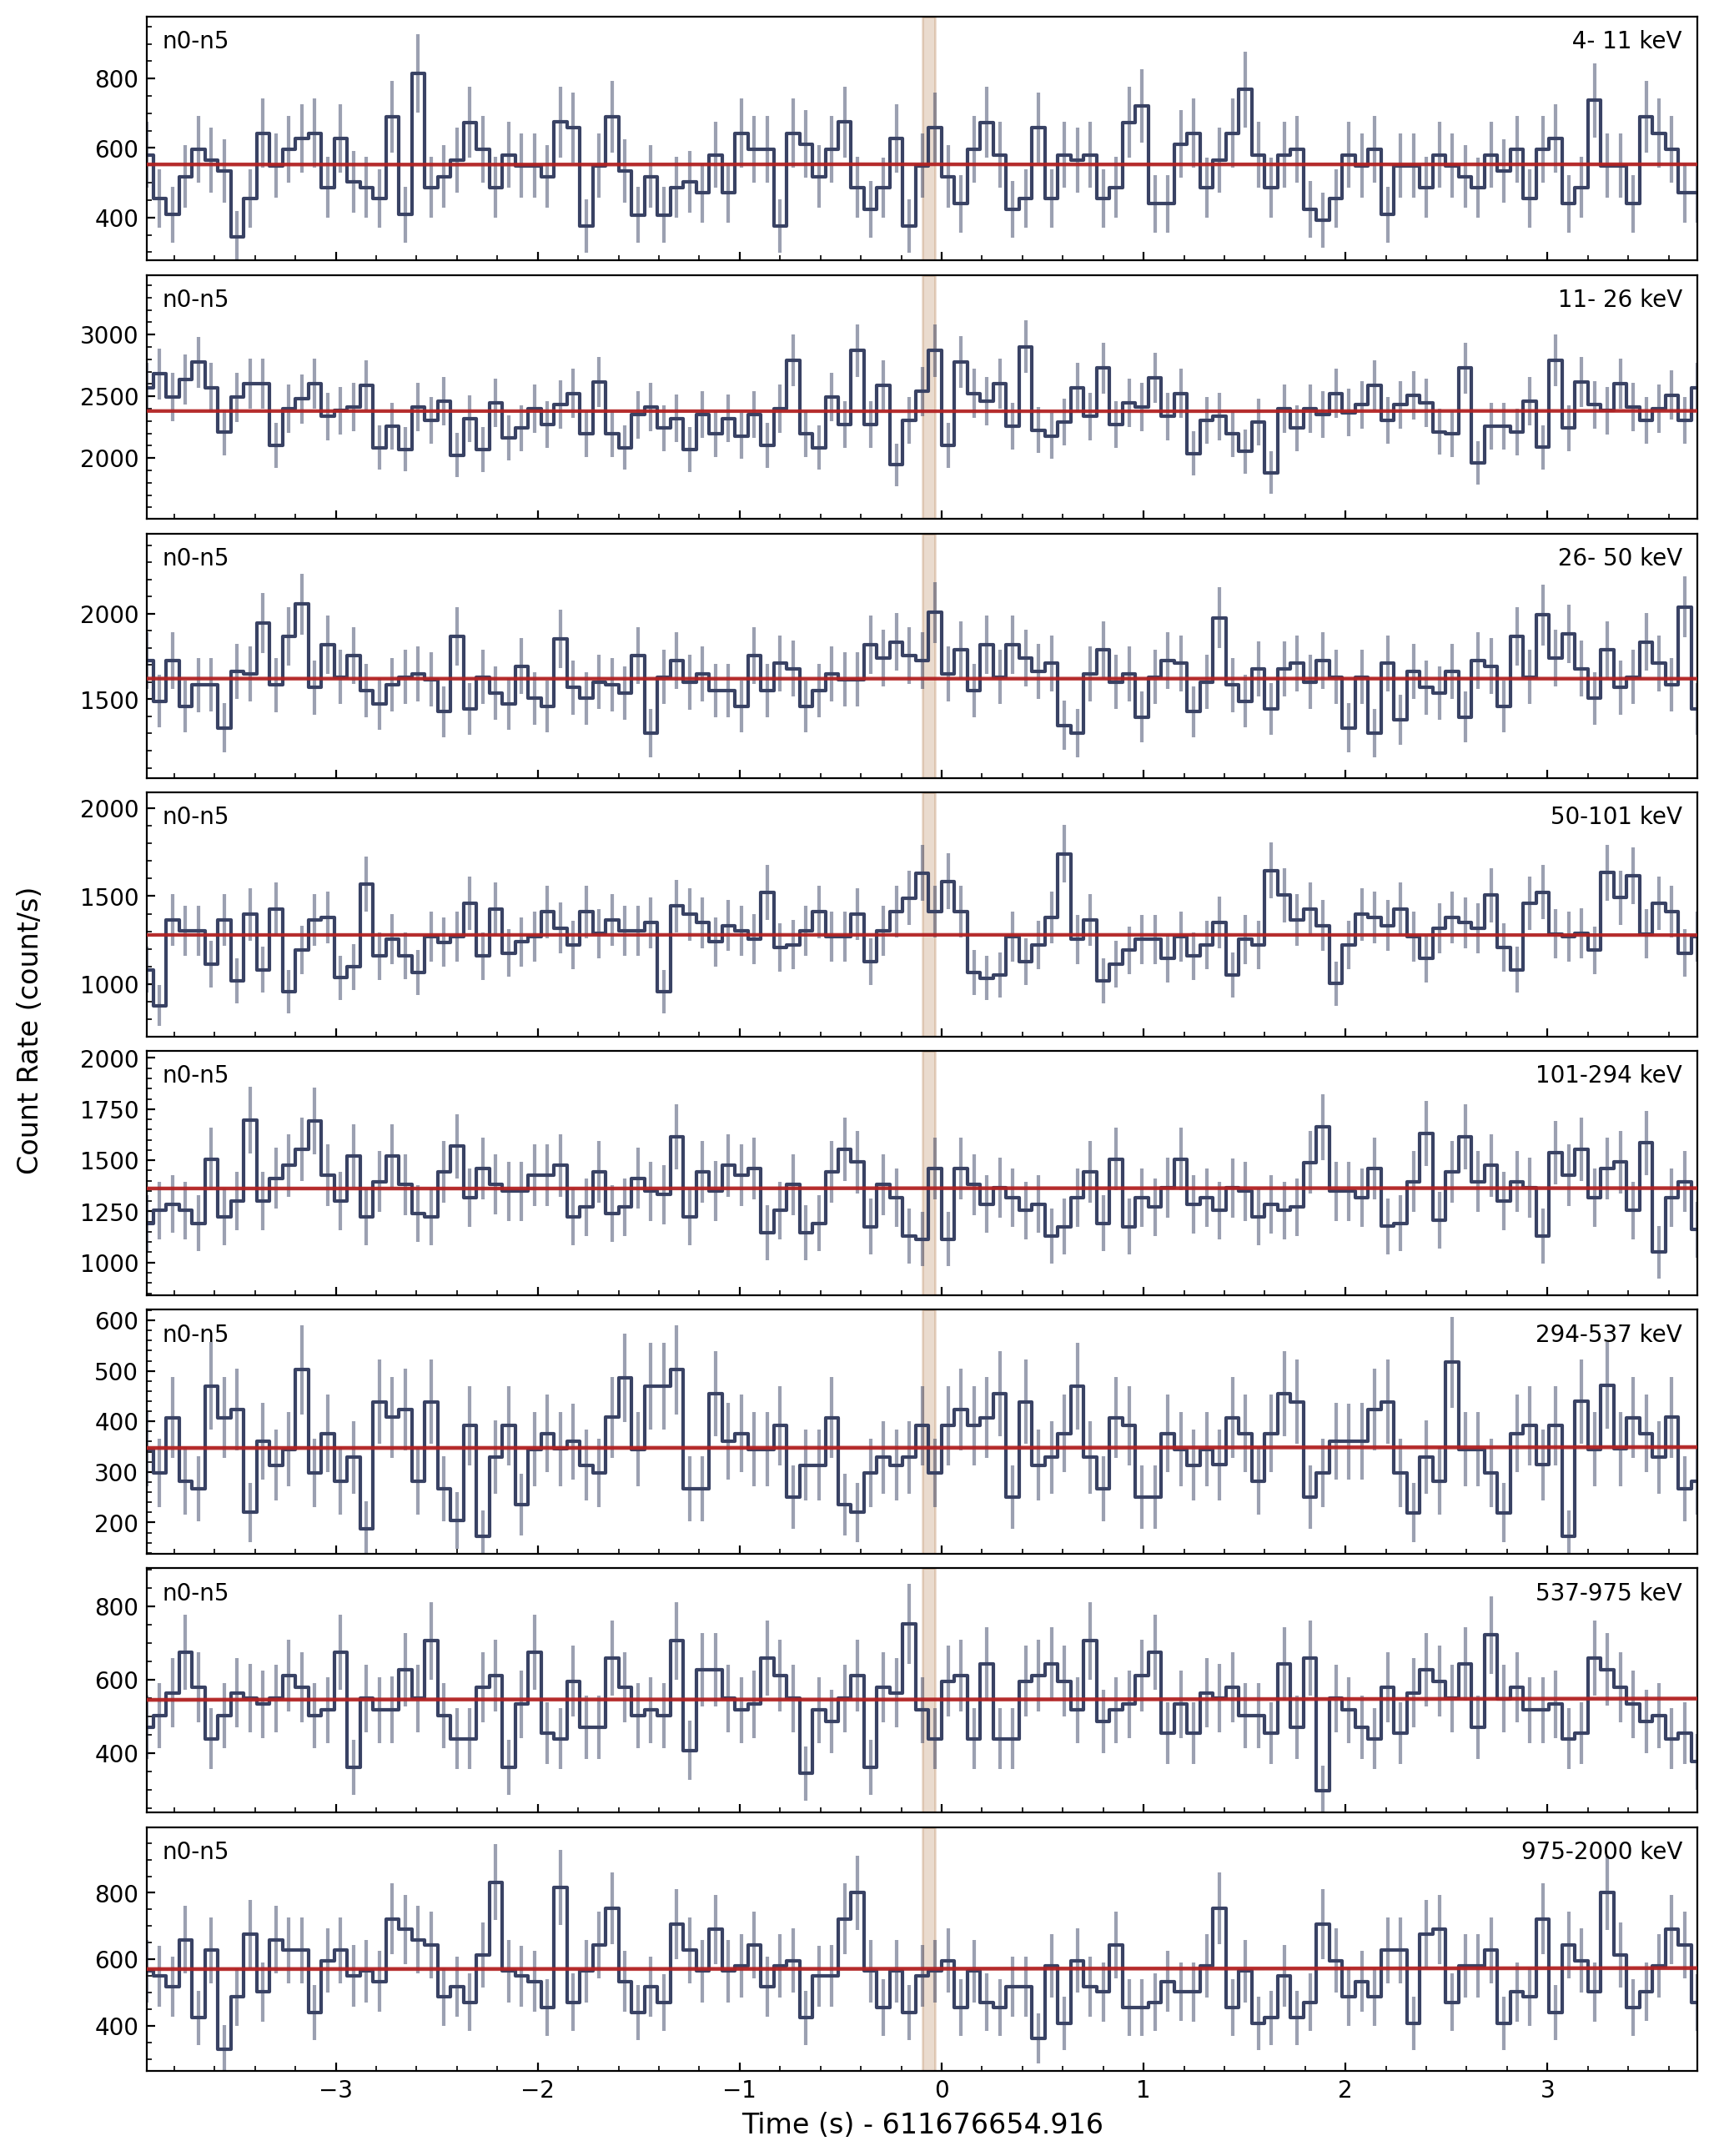 n0-n5 4- 11 keV
800
600
400
n0-n5 11- 26 keV
3000
2500
2000
n0-n5 26- 50 keV
2000
1500
n0-n5 50-101 keV
2000
1500
1000
n0-n5 101-294 keV
2000
1750
1500
1250
1000
n0-n5 294-537 keV
600
500
400
300
200
n0-n5 537-975 keV
800
600
400
n0-n5 975-2000 keV
800
600
400
−3 −2 −1 0 1 2 3
Time (s) - 611676654.916
Count Rate (count/s)